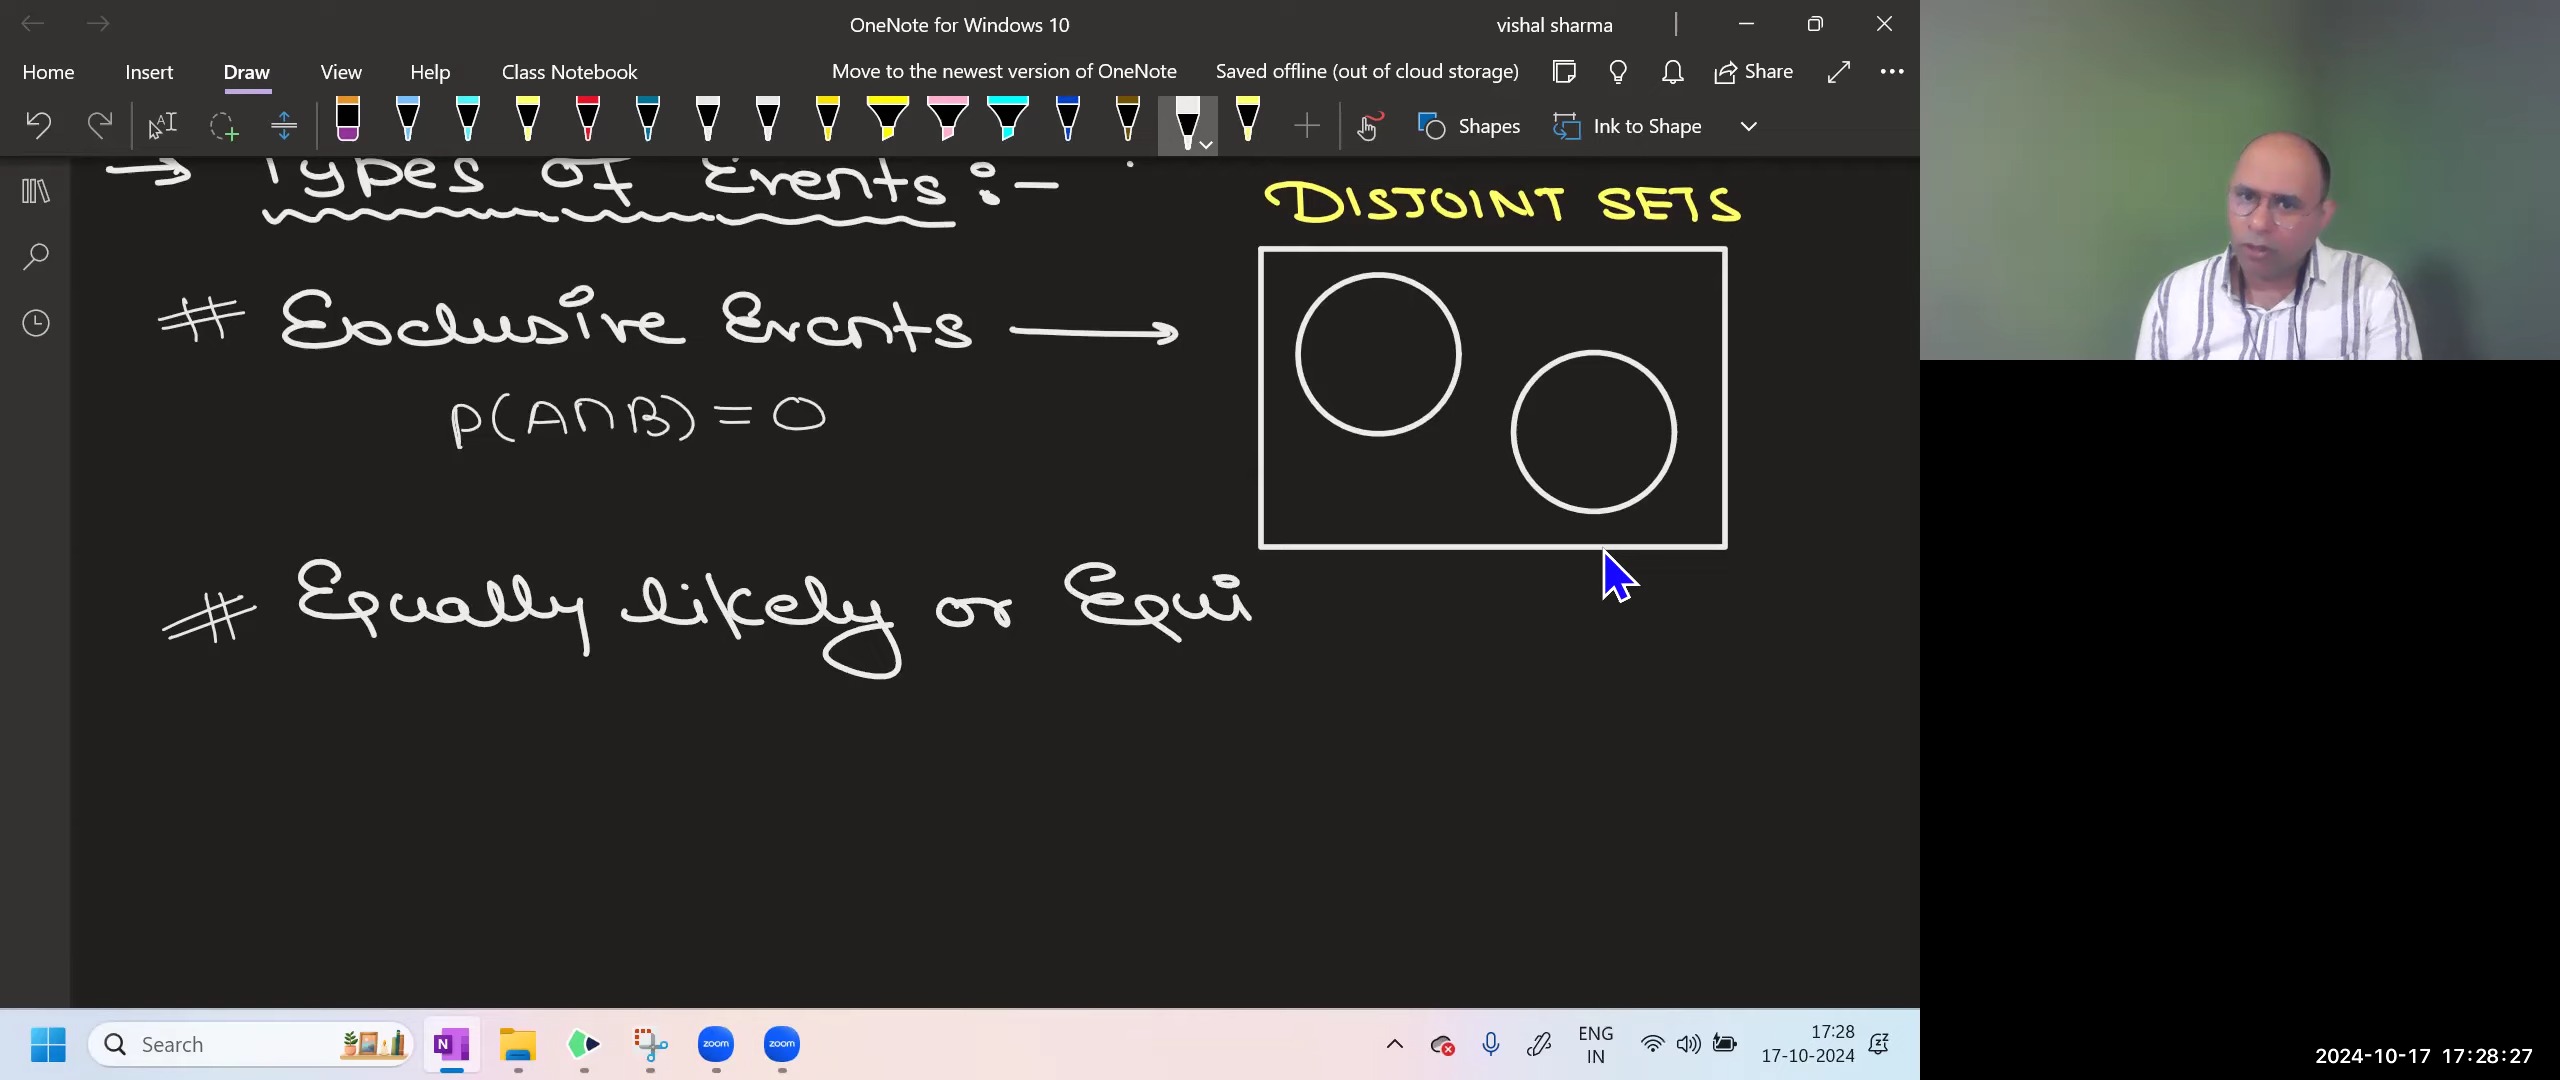 OneNote for Windows 10
vishal sharma
Home Insert Draw View Help Class Notebook
Move to the newest version of OneNote
Saved offline (out of cloud storage)
Share
Shapes
Ink to Shape
→ Types of Events :-
DISJOINT SETS
# Exclusive Events →
P(A∩B) = 0
# Equally likely or Equi
Search
zoom
zoom
ENG
IN
17:28
17-10-2024
2024-10-17 17:28:27